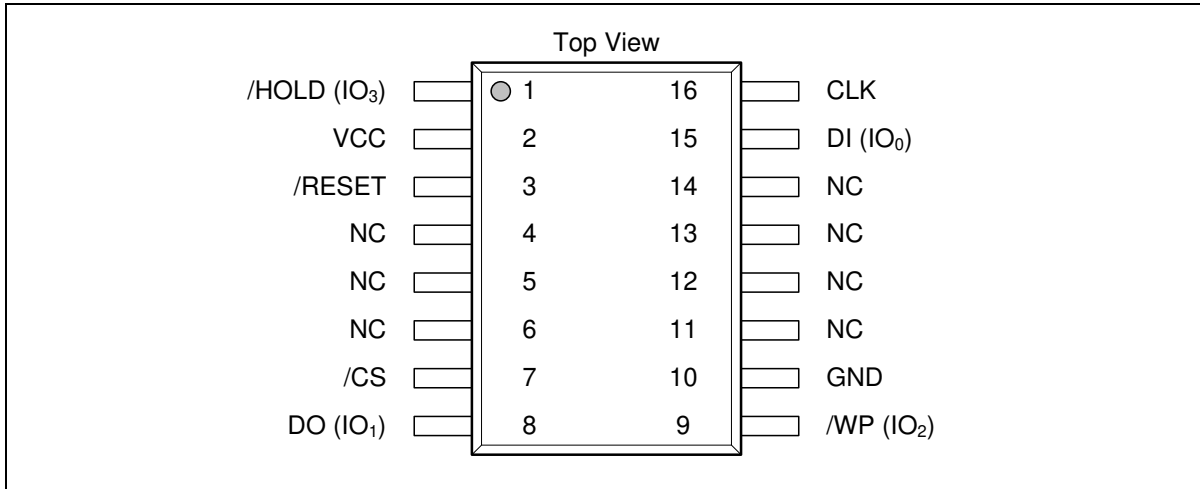 Top View
/HOLD (IO₃) 1 16 CLK
VCC 2 15 DI (IO₀)
/RESET 3 14 NC
NC 4 13 NC
NC 5 12 NC
NC 6 11 NC
/CS 7 10 GND
DO (IO₁) 8 9 /WP (IO₂)